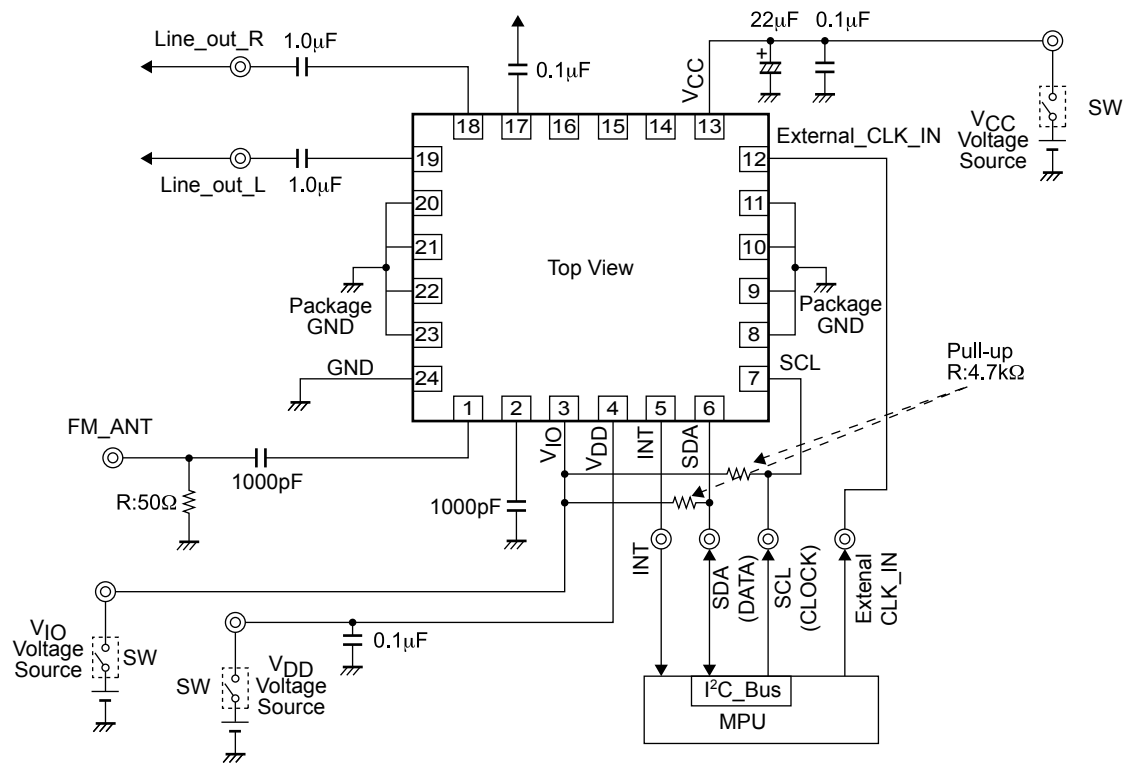 Line_out_R
1.0µF
0.1µF
VCC
22µF
0.1µF
+
SW
VCC
Voltage
Source
18
17
16
15
14
13
External_CLK_IN
19
12
Line_out_L
1.0µF
20
11
21
10
Top View
22
9
Package
GND
Package
GND
23
8
GND
24
7
SCL
Pull-up
R:4.7kΩ
1
2
3
4
5
6
FM_ANT
VIO
VDD
INT
SDA
1000pF
R:50Ω
1000pF
INT
SDA
(DATA)
SCL
(CLOCK)
Extenal
CLK_IN
VIO
Voltage
Source
SW
0.1µF
SW
VDD
Voltage
Source
I²C_Bus
MPU